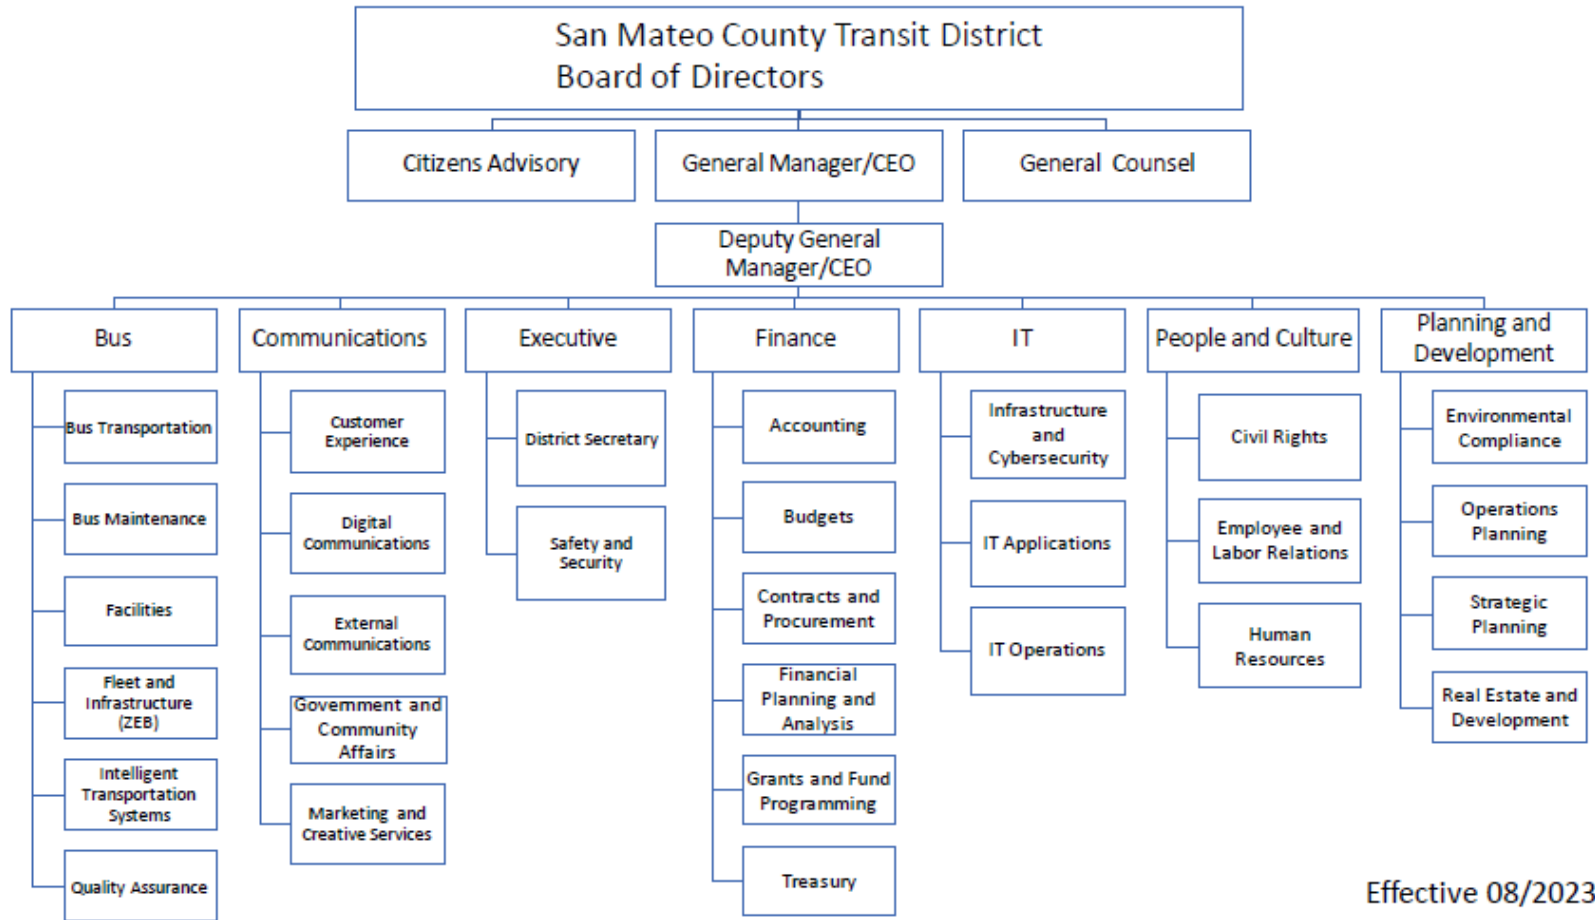 San Mateo County Transit District
Board of Directors
Citizens Advisory
General Manager/CEO
General Counsel
Deputy General
Manager/CEO
Bus
Communications
Executive
Finance
IT
People and Culture
Planning and
Development
Bus Transportation
Bus Maintenance
Facilities
Fleet and
Infrastructure
(ZEB)
Intelligent
Transportation
Systems
Quality Assurance
Customer
Experience
Digital
Communications
External
Communications
Government and
Community
Affairs
Marketing and
Creative Services
District Secretary
Safety and
Security
Accounting
Budgets
Contracts and
Procurement
Financial
Planning and
Analysis
Grants and Fund
Programming
Treasury
Infrastructure
and
Cybersecurity
IT Applications
IT Operations
Civil Rights
Employee and
Labor Relations
Human
Resources
Environmental
Compliance
Operations
Planning
Strategic
Planning
Real Estate and
Development
Effective 08/2023